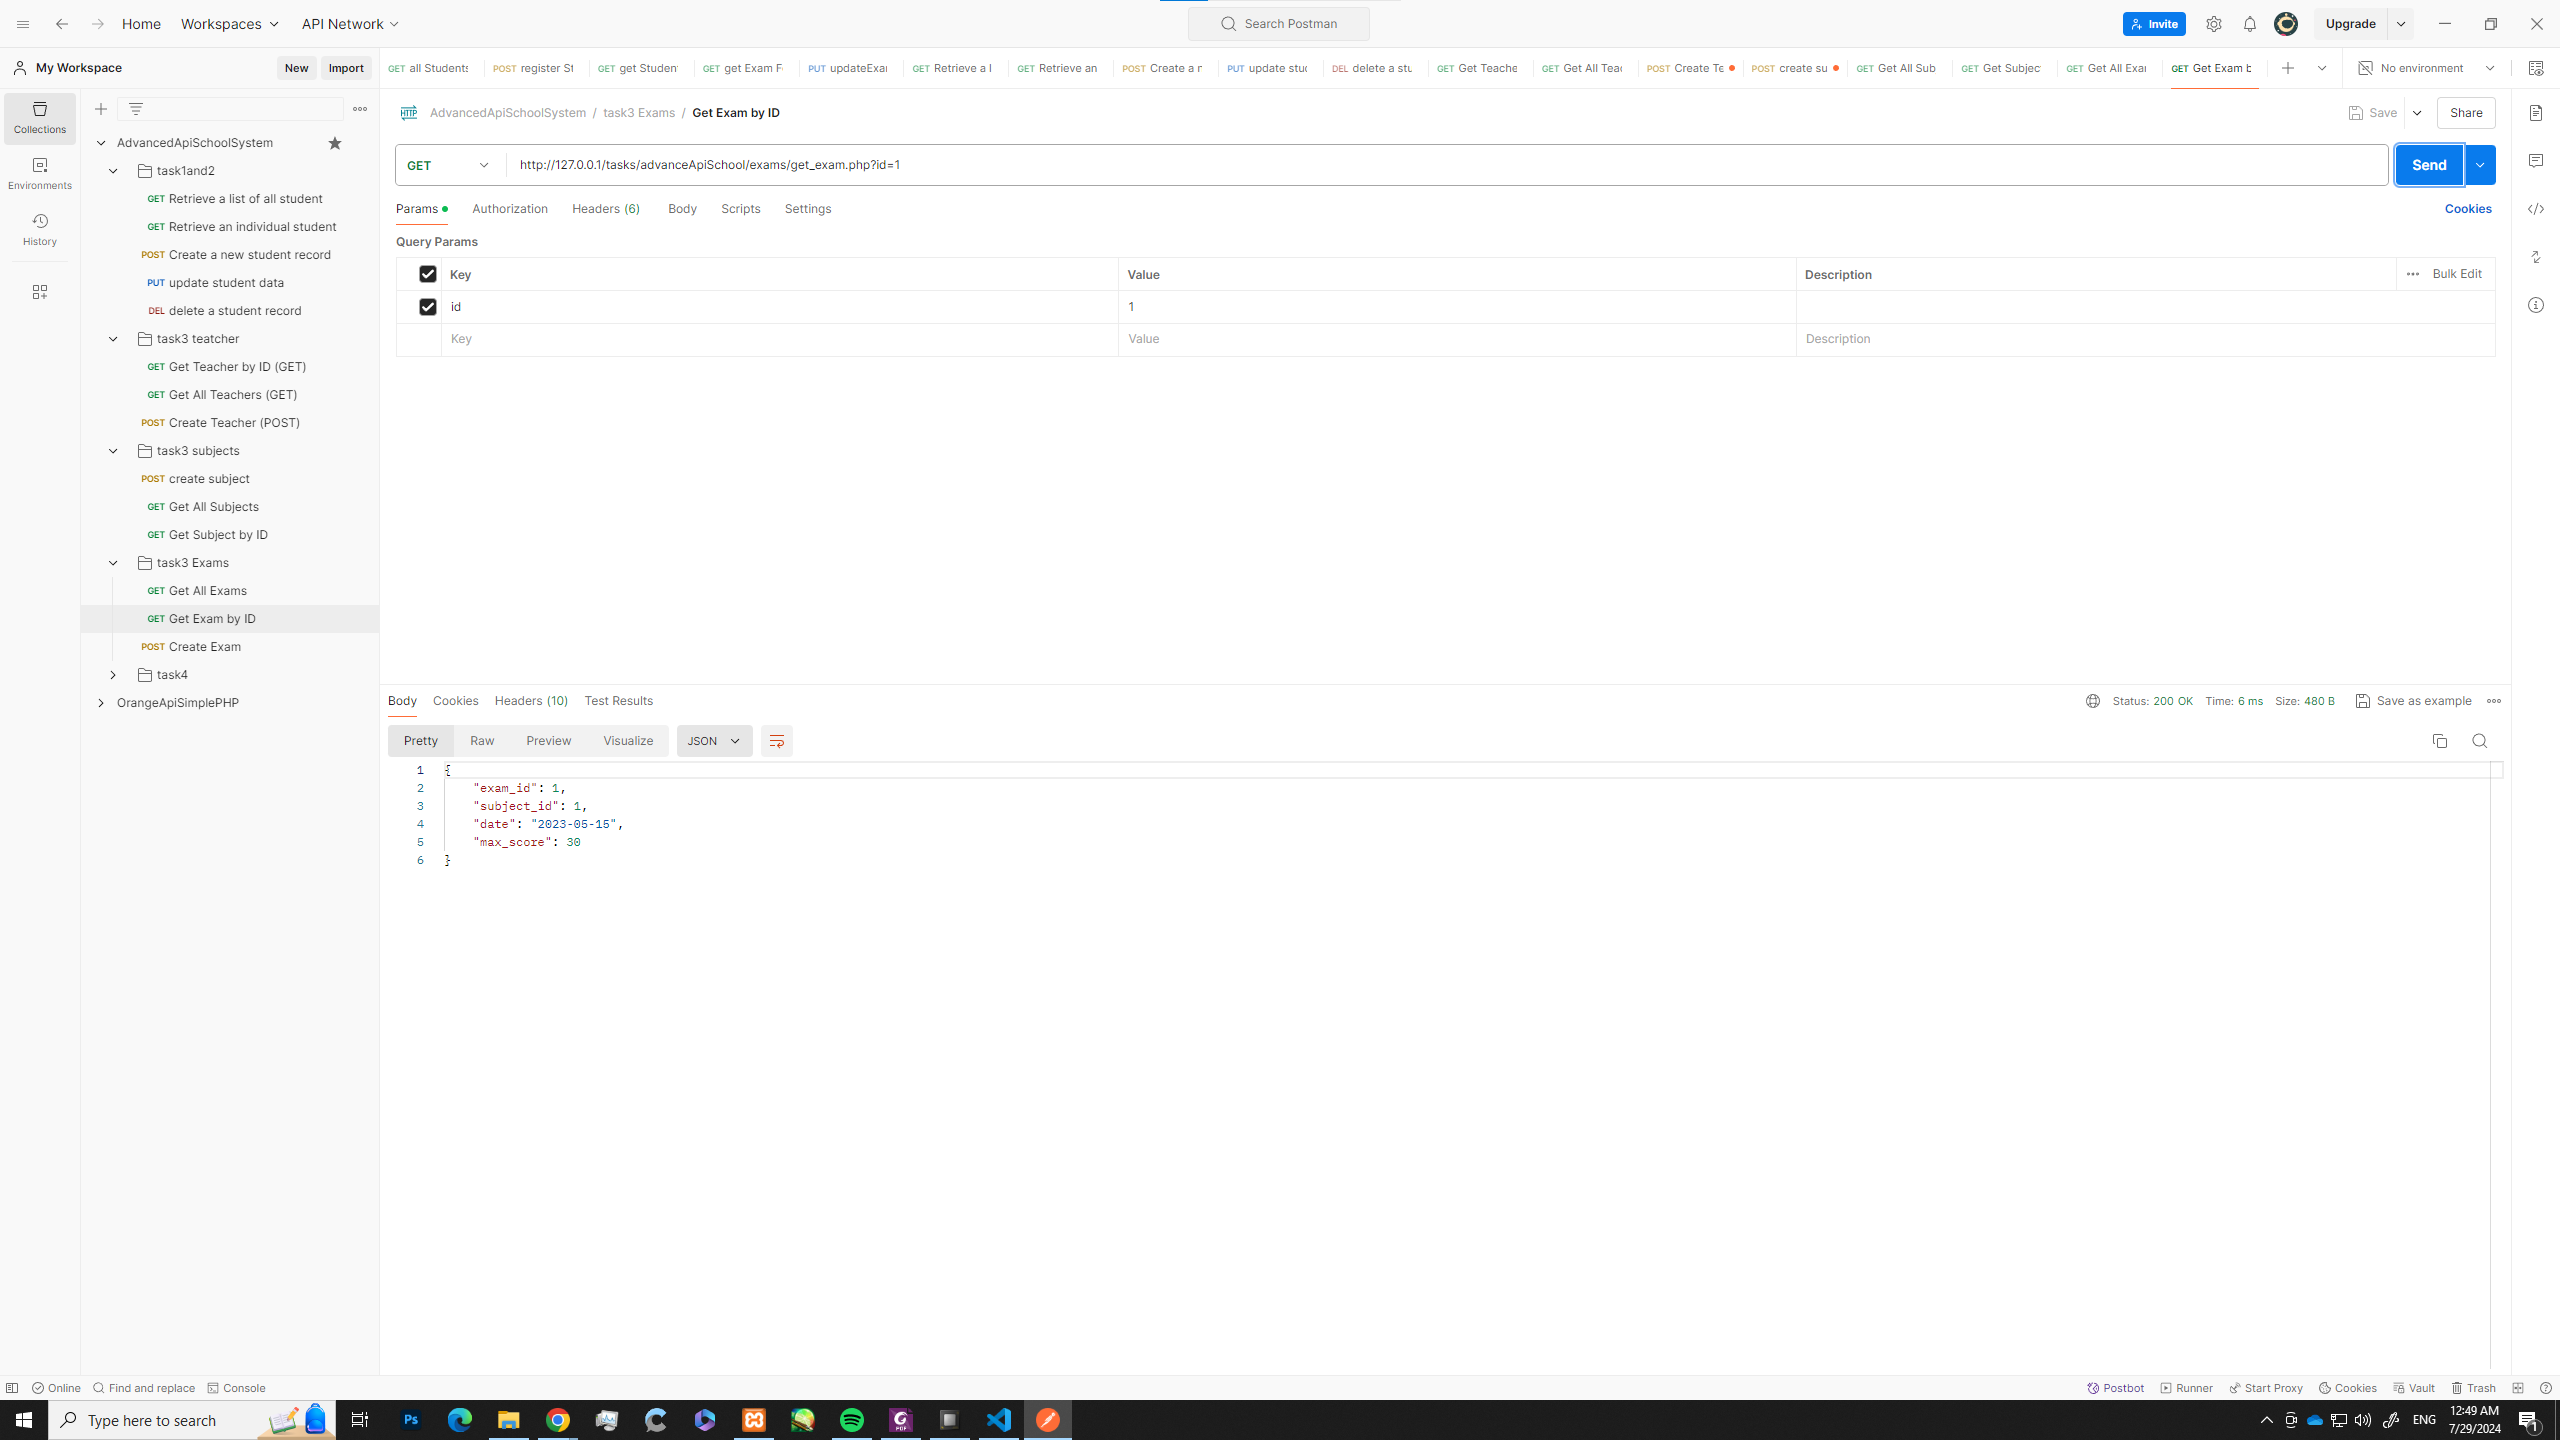 Home Workspaces API Network Search Postman Invite Upgrade
My Workspace New Import GET all Students POST register St GET get Studen GET get Exam F PUT updateExa GET Retrieve a l GET Retrieve an POST Create a n PUT update stud DEL delete a stu GET Get Teache GET Get All Teac POST Create Te POST create su GET Get All Sub GET Get Subjec GET Get All Exa GET Get Exam b No environment
Collections
Environments
History
AdvancedApiSchoolSystem
task1and2
GET Retrieve a list of all student
GET Retrieve an individual student
POST Create a new student record
PUT update student data
DEL delete a student record
task3 teatcher
GET Get Teacher by ID (GET)
GET Get All Teachers (GET)
POST Create Teacher (POST)
task3 subjects
POST create subject
GET Get All Subjects
GET Get Subject by ID
task3 Exams
GET Get All Exams
GET Get Exam by ID
POST Create Exam
task4
OrangeApiSimplePHP
HTTP AdvancedApiSchoolSystem / task3 Exams / Get Exam by ID Save Share
GET http://127.0.0.1/tasks/advanceApiSchool/exams/get_exam.php?id=1 Send
Params Authorization Headers (6) Body Scripts Settings Cookies
Query Params
Key Value Description Bulk Edit
id 1
Key Value Description
Body Cookies Headers (10) Test Results Status: 200 OK Time: 6 ms Size: 480 B Save as example
Pretty Raw Preview Visualize JSON
1 {
2 "exam_id": 1,
3 "subject_id": 1,
4 "date": "2023-05-15",
5 "max_score": 30
6 }
Online Find and replace Console Postbot Runner Start Proxy Cookies Vault Trash
Type here to search Ps PDF ENG 12:49 AM
7/29/2024 1